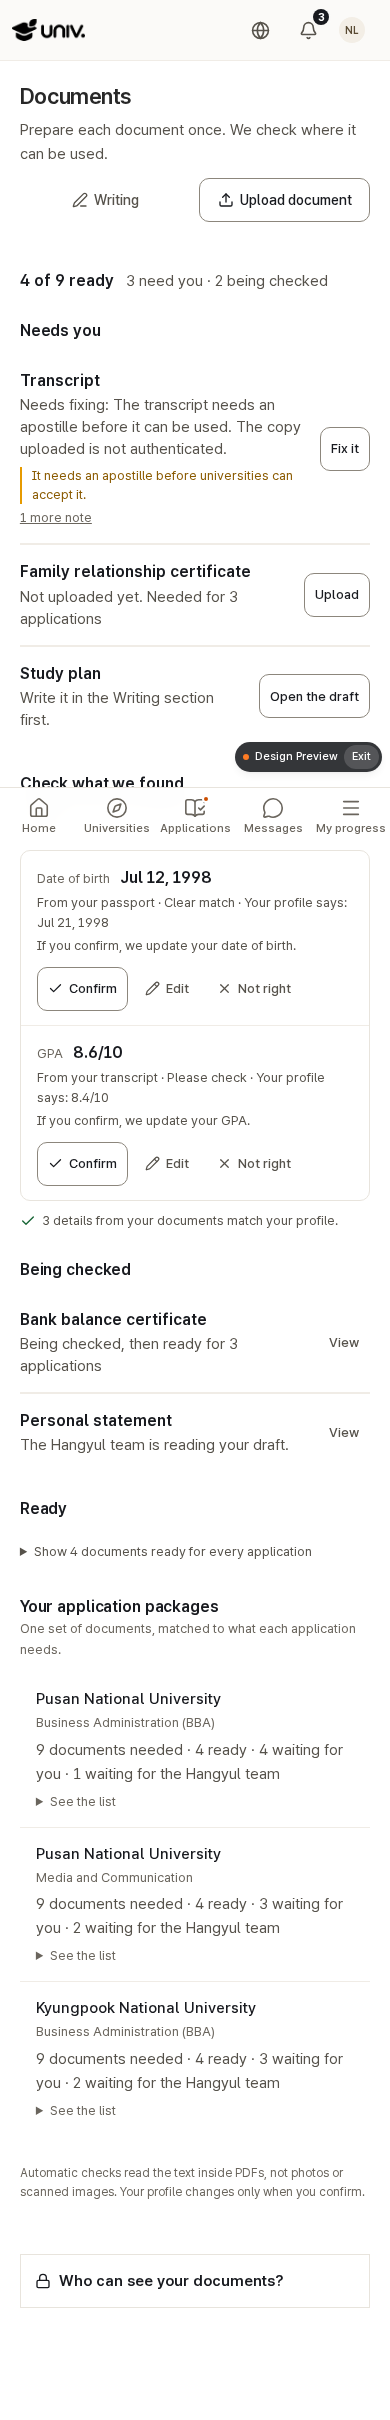 UNIV.
3
NL
Documents
Prepare each document once. We check where it
can be used.
Writing
Upload document
4 of 9 ready 3 need you · 2 being checked
Needs you
Transcript
Needs fixing: The transcript needs an
apostille before it can be used. The copy
uploaded is not authenticated.
It needs an apostille before universities can
accept it.
1 more note
Fix it
Family relationship certificate
Not uploaded yet. Needed for 3
applications
Upload
Study plan
Write it in the Writing section
first.
Open the draft
Design Preview Exit
Check what we found
Home
Universities
Applications
Messages
My progress
Date of birth Jul 12, 1998
From your passport · Clear match · Your profile says:
Jul 21, 1998
If you confirm, we update your date of birth.
Confirm
Edit
Not right
GPA 8.6/10
From your transcript · Please check · Your profile
says: 8.4/10
If you confirm, we update your GPA.
Confirm
Edit
Not right
3 details from your documents match your profile.
Being checked
Bank balance certificate
Being checked, then ready for 3
applications
View
Personal statement
The Hangyul team is reading your draft.
View
Ready
Show 4 documents ready for every application
Your application packages
One set of documents, matched to what each application
needs.
Pusan National University
Business Administration (BBA)
9 documents needed · 4 ready · 4 waiting for
you · 1 waiting for the Hangyul team
See the list
Pusan National University
Media and Communication
9 documents needed · 4 ready · 3 waiting for
you · 2 waiting for the Hangyul team
See the list
Kyungpook National University
Business Administration (BBA)
9 documents needed · 4 ready · 3 waiting for
you · 2 waiting for the Hangyul team
See the list
Automatic checks read the text inside PDFs, not photos or
scanned images. Your profile changes only when you confirm.
Who can see your documents?